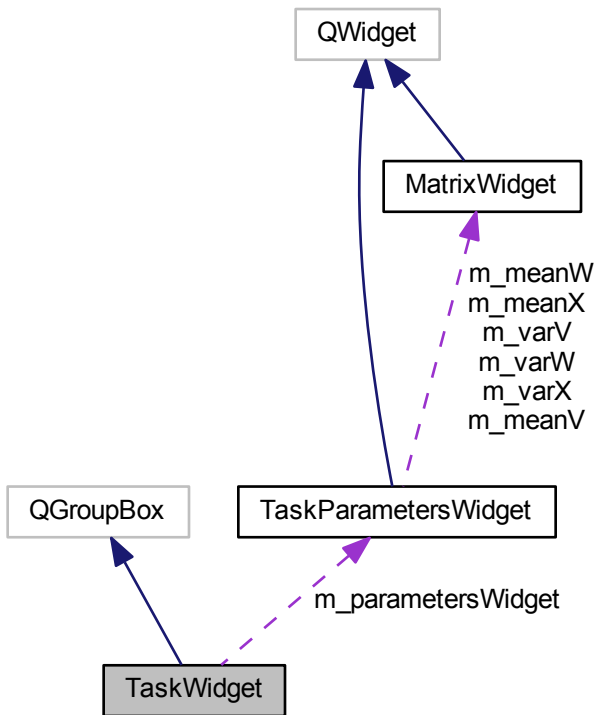 QWidget
MatrixWidget
m_meanW
m_meanX
m_varV
m_varW
m_varX
m_meanV
QGroupBox
TaskParametersWidget
m_parametersWidget
TaskWidget